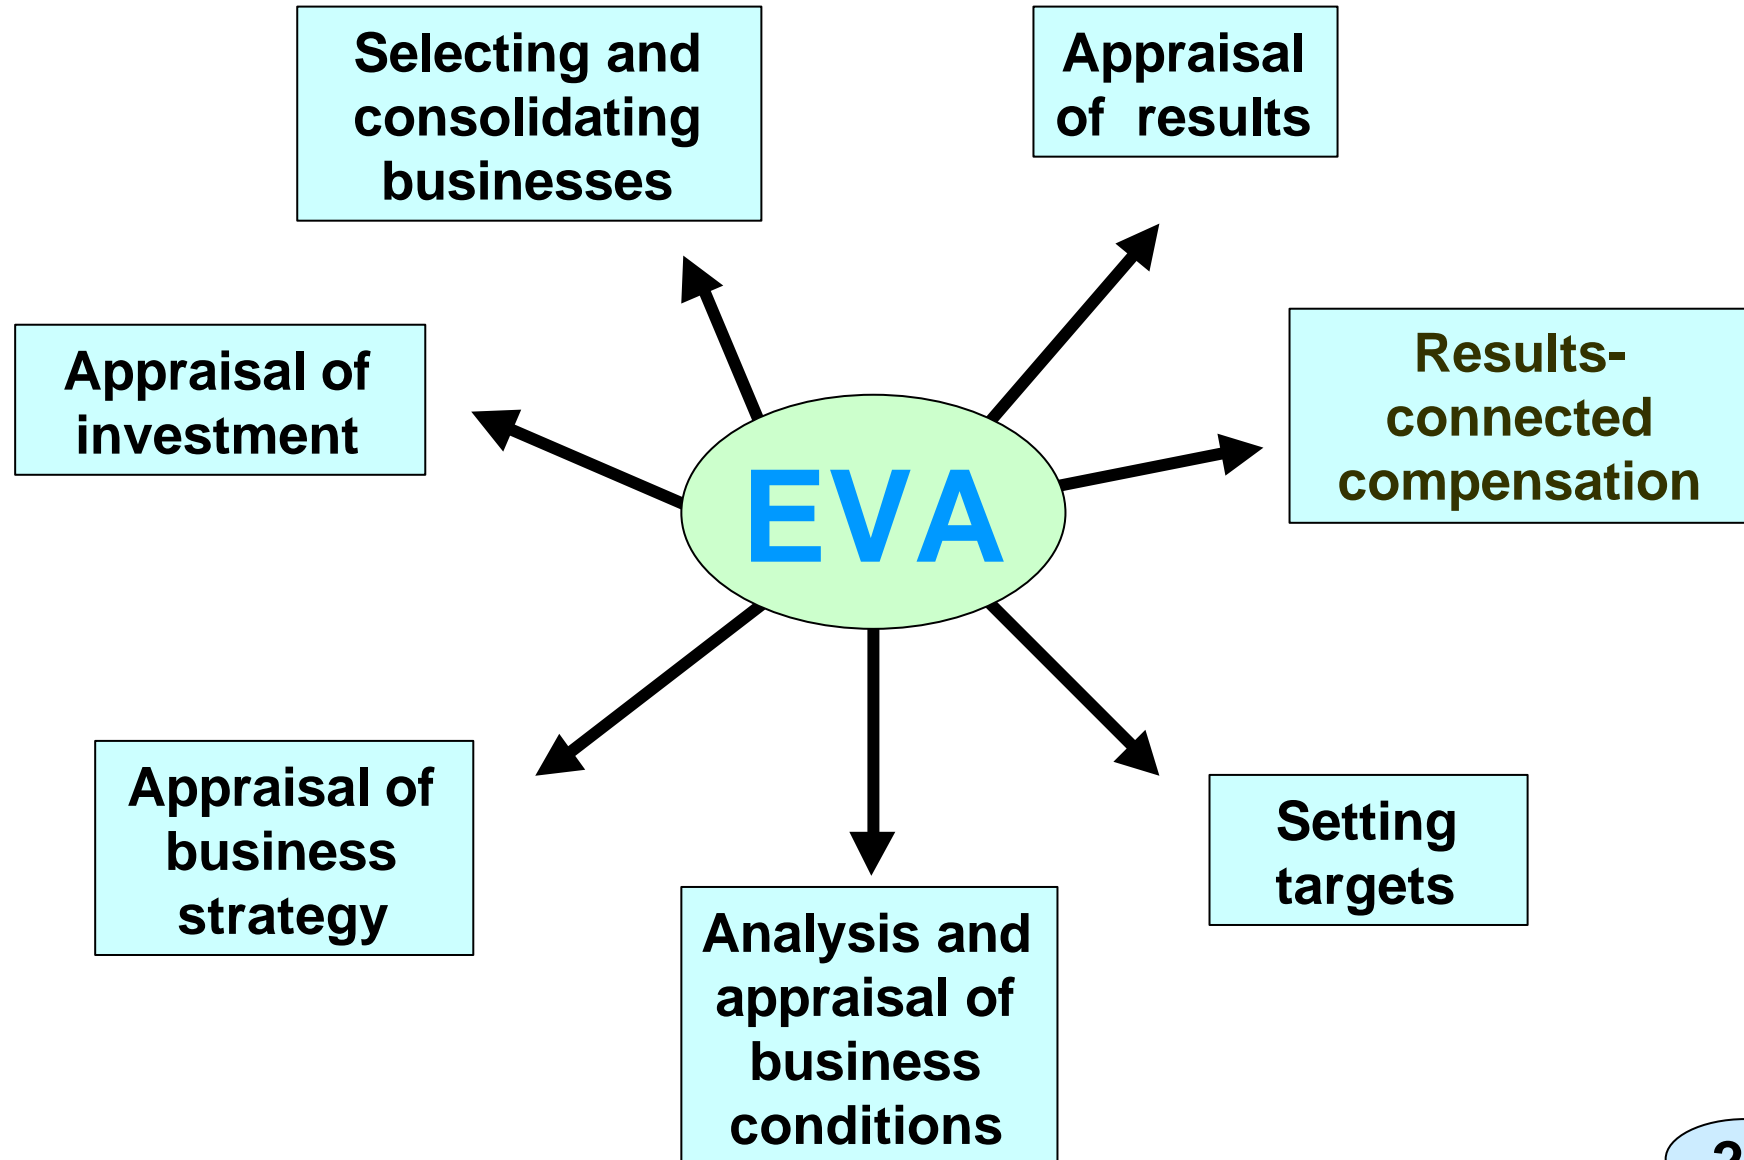 Selecting and
consolidating
businesses
Appraisal
of results
Appraisal of
investment
Results-
connected
compensation
EVA
Appraisal of
business
strategy
Setting
targets
Analysis and
appraisal of
business
conditions